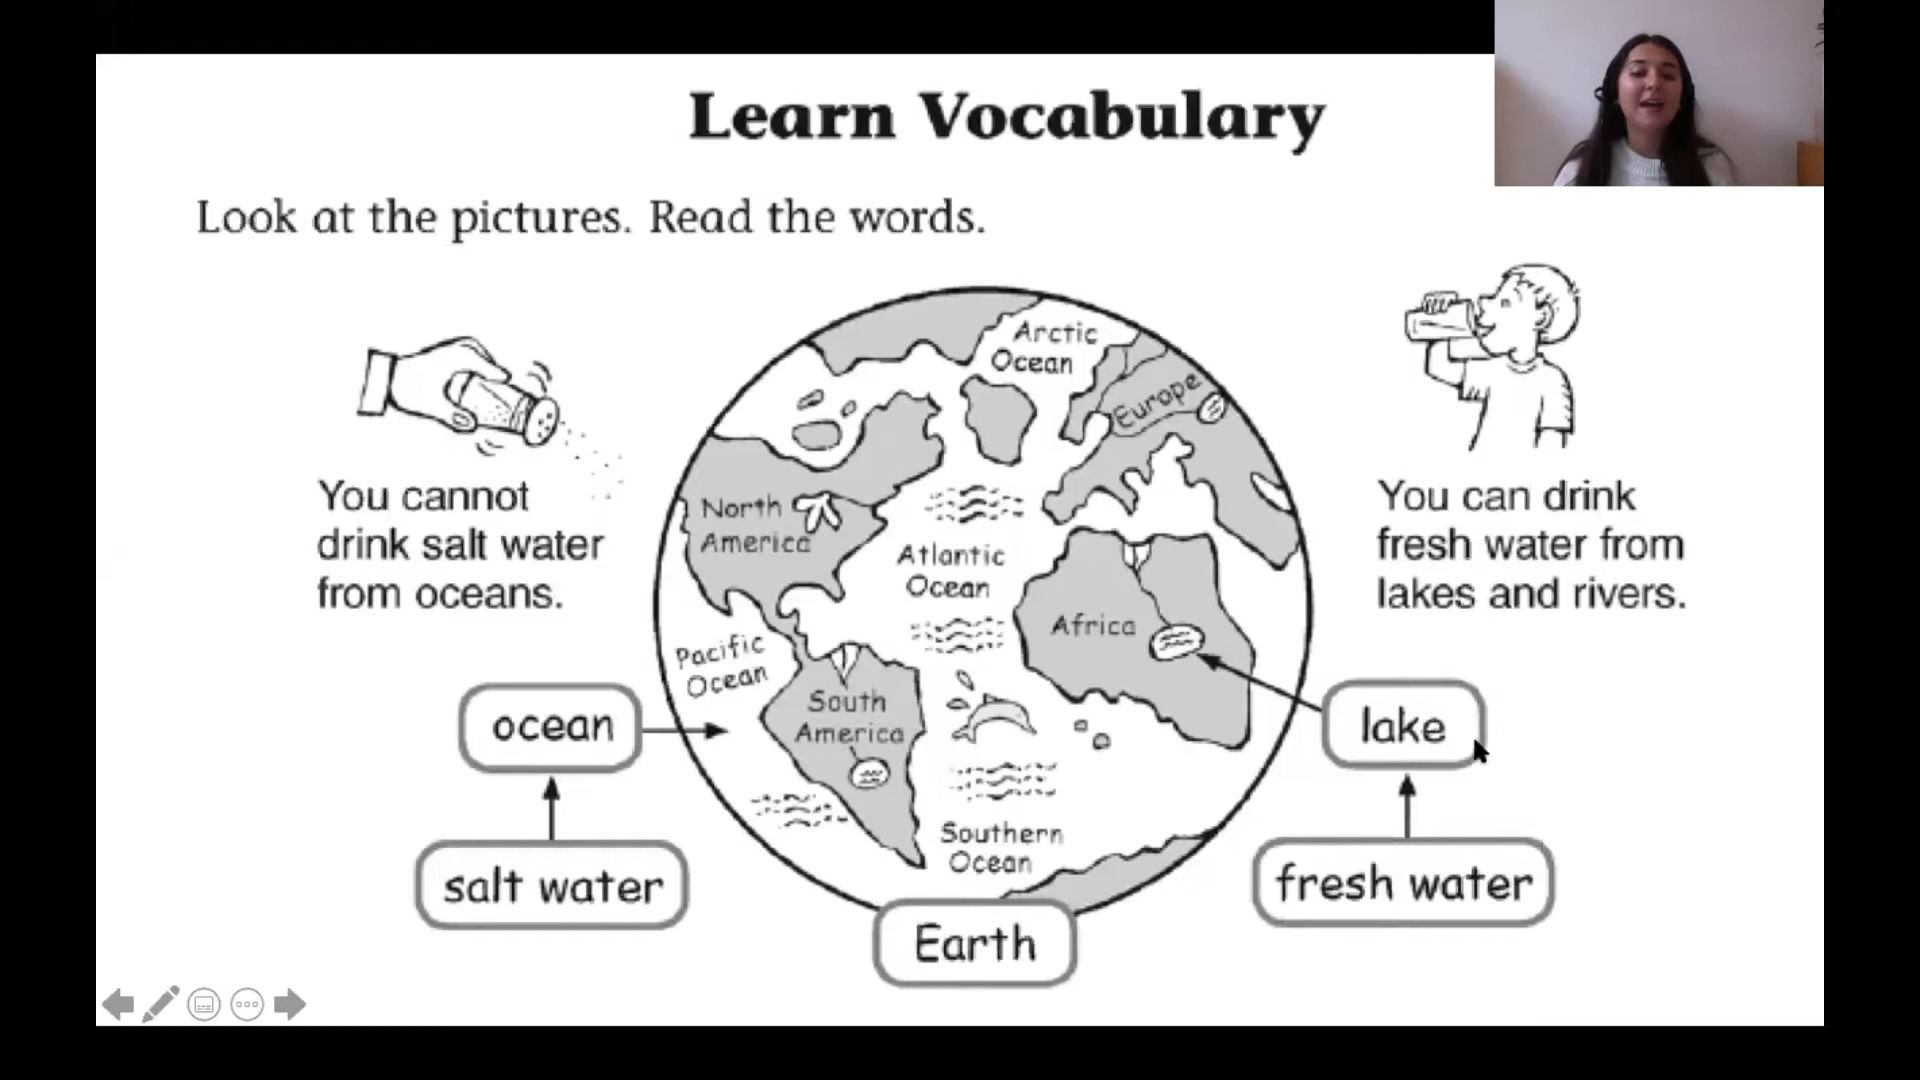 Learn Vocabulary
Look at the pictures. Read the words.
You cannot
drink salt water
from oceans.
Arctic
Ocean
Europe
North
America
Atlantic
Ocean
Africa
Pacific
Ocean
South
America
Southern
Ocean
You can drink
fresh water from
lakes and rivers.
ocean
lake
salt water
fresh water
Earth